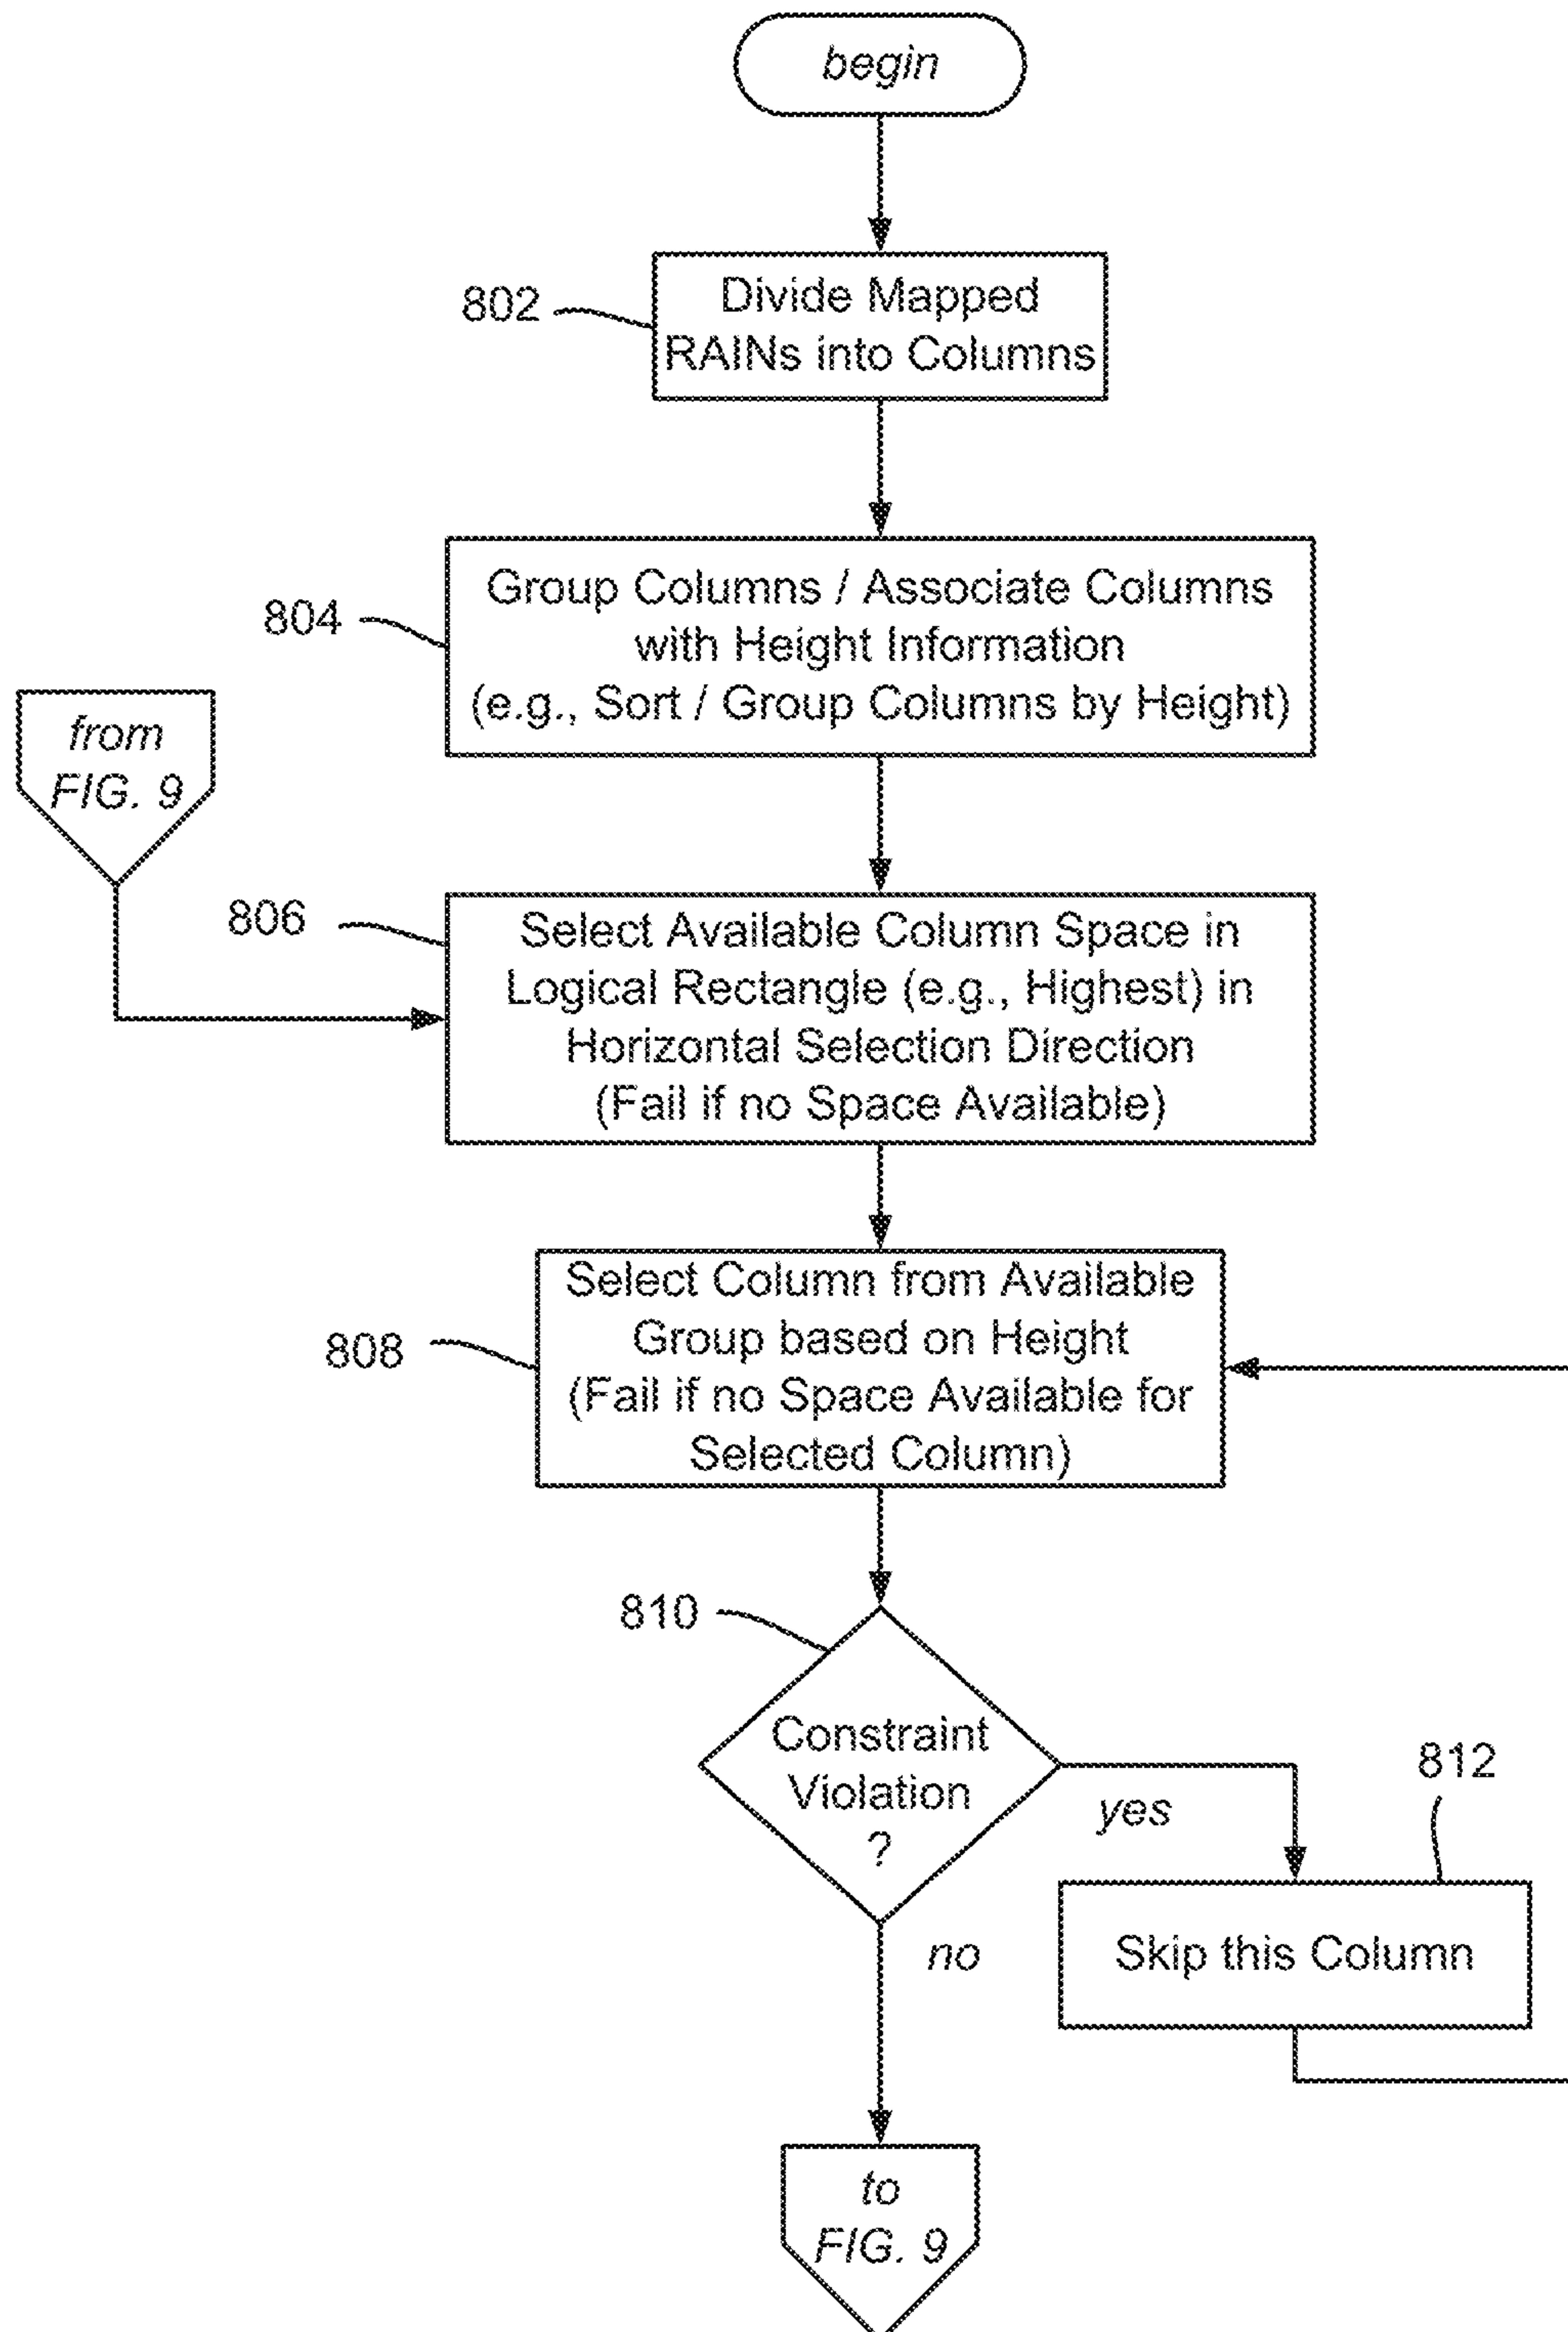 begin
802
Divide Mapped
RAINs into Columns
804
Group Columns / Associate Columns
with Height Information
(e.g., Sort / Group Columns by Height)
from
FIG. 9
806
Select Available Column Space in
Logical Rectangle (e.g., Highest) in
Horizontal Selection Direction
(Fail if no Space Available)
808
Select Column from Available
Group based on Height
(Fail if no Space Available for
Selected Column)
810
Constraint
Violation
?
yes
812
Skip this Column
no
to
FIG. 9